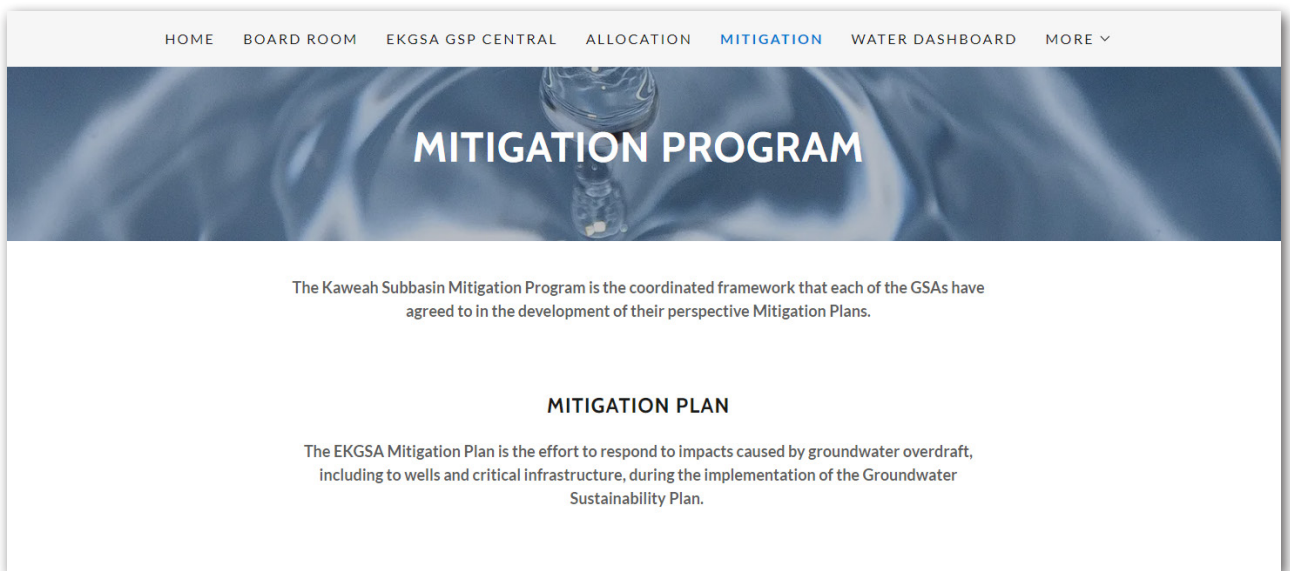 HOME BOARD ROOM EKGSA GSP CENTRAL ALLOCATION MITIGATION WATER DASHBOARD MORE
MITIGATION PROGRAM
The Kaweah Subbasin Mitigation Program is the coordinated framework that each of the GSAs have
agreed to in the development of their perspective Mitigation Plans.
MITIGATION PLAN
The EKGSA Mitigation Plan is the effort to respond to impacts caused by groundwater overdraft,
including to wells and critical infrastructure, during the implementation of the Groundwater
Sustainability Plan.